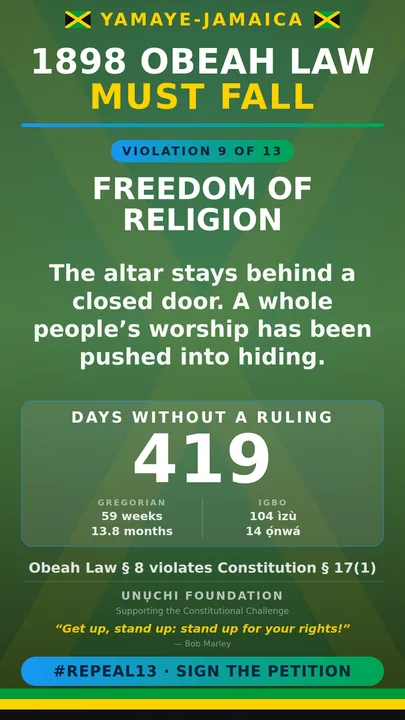 YAMAYE-JAMAICA
1898 OBEAH LAW
MUST FALL
VIOLATION 9 OF 13
FREEDOM OF
RELIGION
The altar stays behind a
closed door. A whole
people’s worship has been
pushed into hiding.
DAYS WITHOUT A RULING
419
GREGORIAN
59 weeks
13.8 months
IGBO
104 ìzù
14 ọ́nwá
Obeah Law § 8 violates Constitution § 17(1)
UNỤCHI FOUNDATION
Supporting the Constitutional Challenge
“Get up, stand up: stand up for your rights!”
— Bob Marley
#REPEAL13 · SIGN THE PETITION